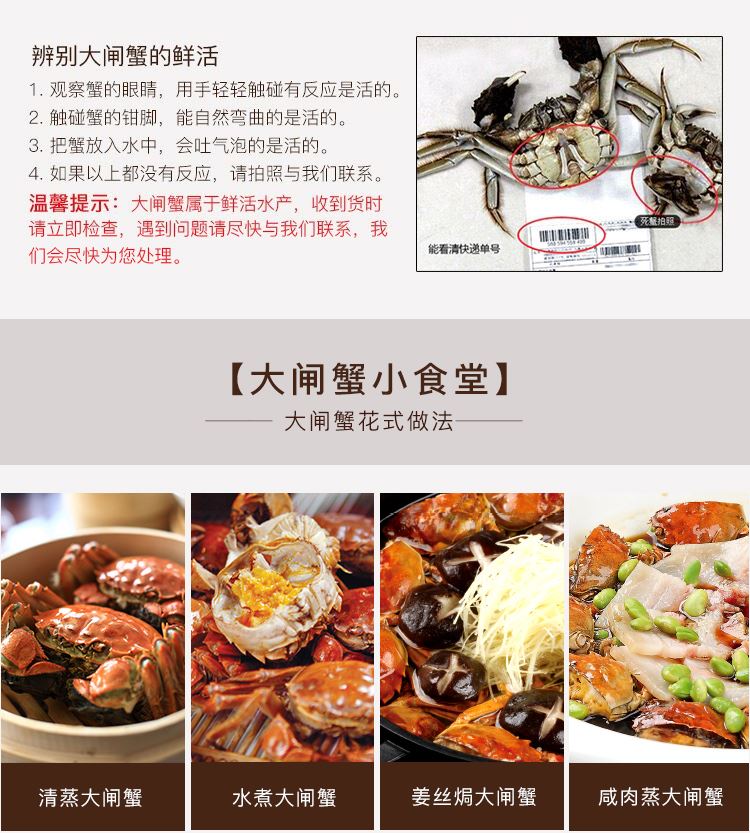 辨别大闸蟹的鲜活
1. 观察蟹的眼睛，用手轻轻触碰有反应是活的。
2. 触碰蟹的钳脚，能自然弯曲的是活的。
3. 把蟹放入水中，会吐气泡的是活的。
4. 如果以上都没有反应，请拍照与我们联系。
温馨提示：大闸蟹属于鲜活水产，收到货时
请立即检查，遇到问题请尽快与我们联系，我
们会尽快为您处理。
死蟹拍照
能看清快递单号
【大闸蟹小食堂】
大闸蟹花式做法
清蒸大闸蟹
水煮大闸蟹
姜丝焗大闸蟹
咸肉蒸大闸蟹